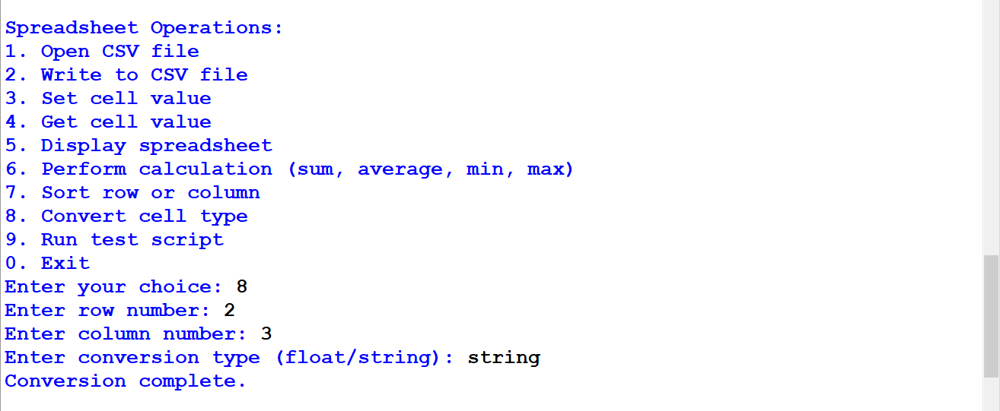 Spreadsheet Operations:
1. Open CSV file
2. Write to CSV file
3. Set cell value
4. Get cell value
5. Display spreadsheet
6. Perform calculation (sum, average, min, max)
7. Sort row or column
8. Convert cell type
9. Run test script
0. Exit
Enter your choice: 8
Enter row number: 2
Enter column number: 3
Enter conversion type (float/string): string
Conversion complete.